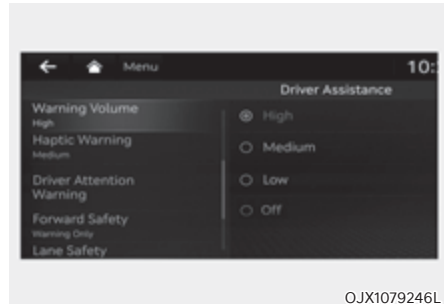 Menu
10:
Driver Assistance
Warning Volume
High
Haptic Warning
Medium
Driver Attention
Warning
Forward Safety
Warning Only
Lane Safety
High
Medium
Low
Off
OJX1079246L